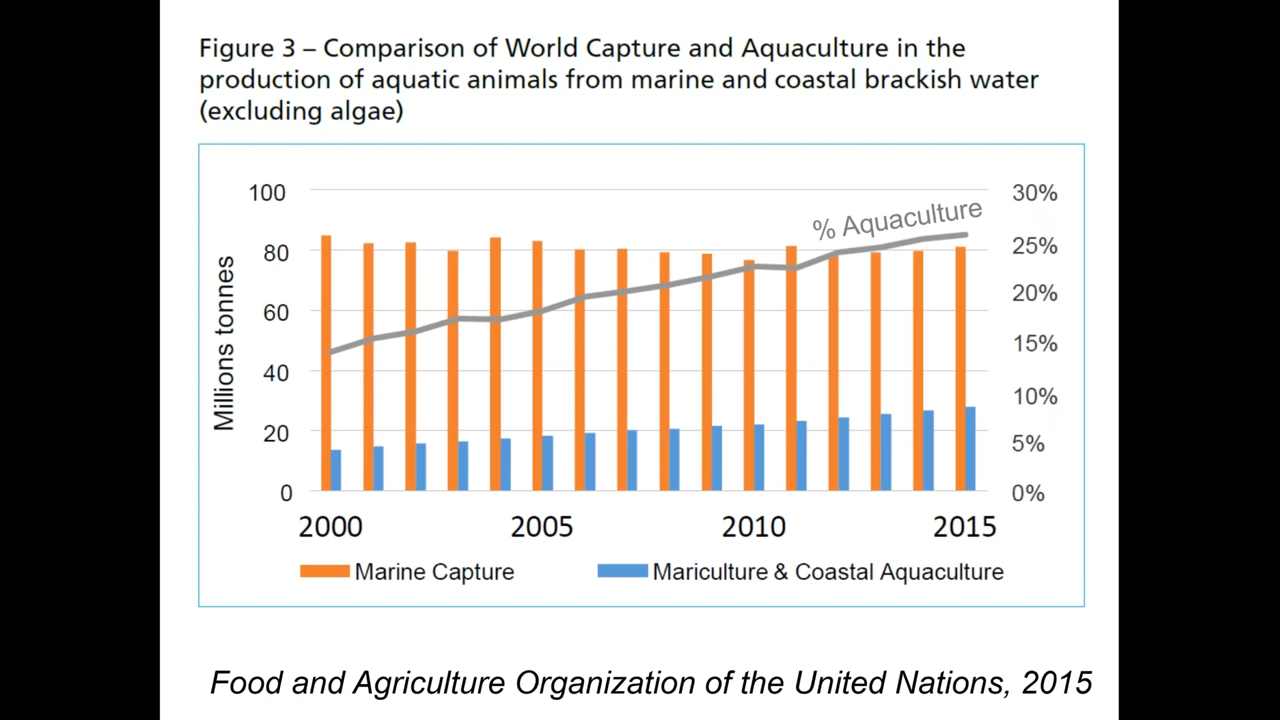 Figure 3 – Comparison of World Capture and Aquaculture in the
production of aquatic animals from marine and coastal brackish water
(excluding algae)
100
80
60
40
20
0
Millions tonnes
30%
25%
20%
15%
10%
5%
0%
% Aquaculture
2000
2005
2010
2015
Marine Capture
Mariculture & Coastal Aquaculture
Food and Agriculture Organization of the United Nations, 2015